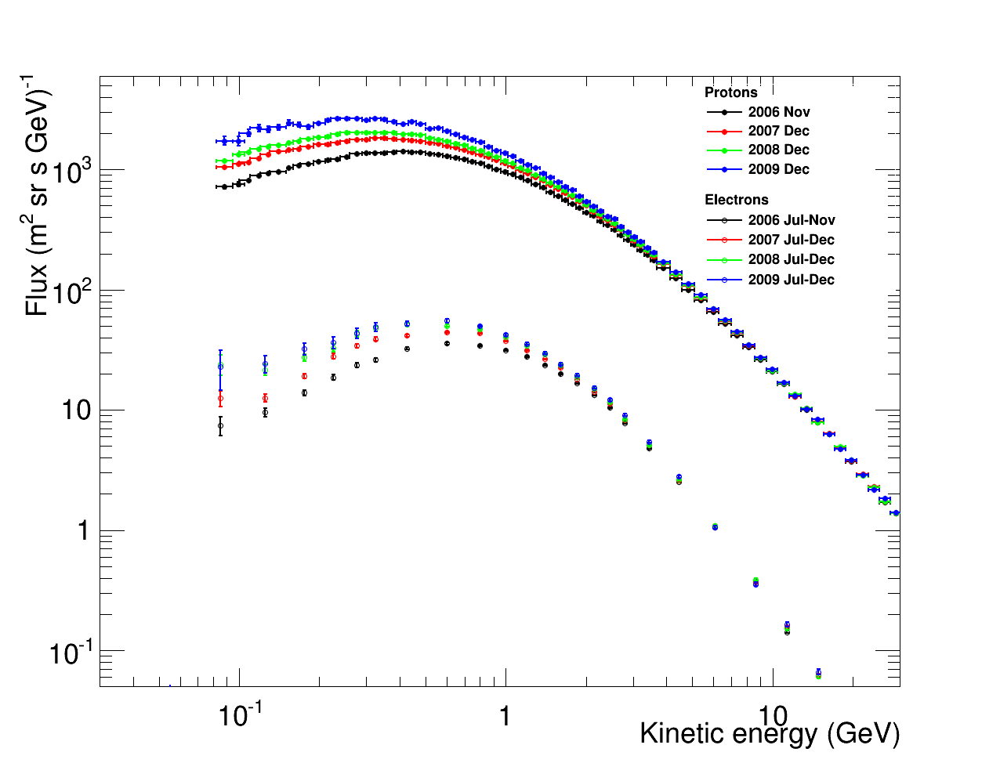 Flux (m² sr s GeV)⁻¹
10³
10²
10
1
10⁻¹
Protons
2006 Nov
2007 Dec
2008 Dec
2009 Dec
Electrons
2006 Jul-Nov
2007 Jul-Dec
2008 Jul-Dec
2009 Jul-Dec
10⁻¹ 1 10
Kinetic energy (GeV)